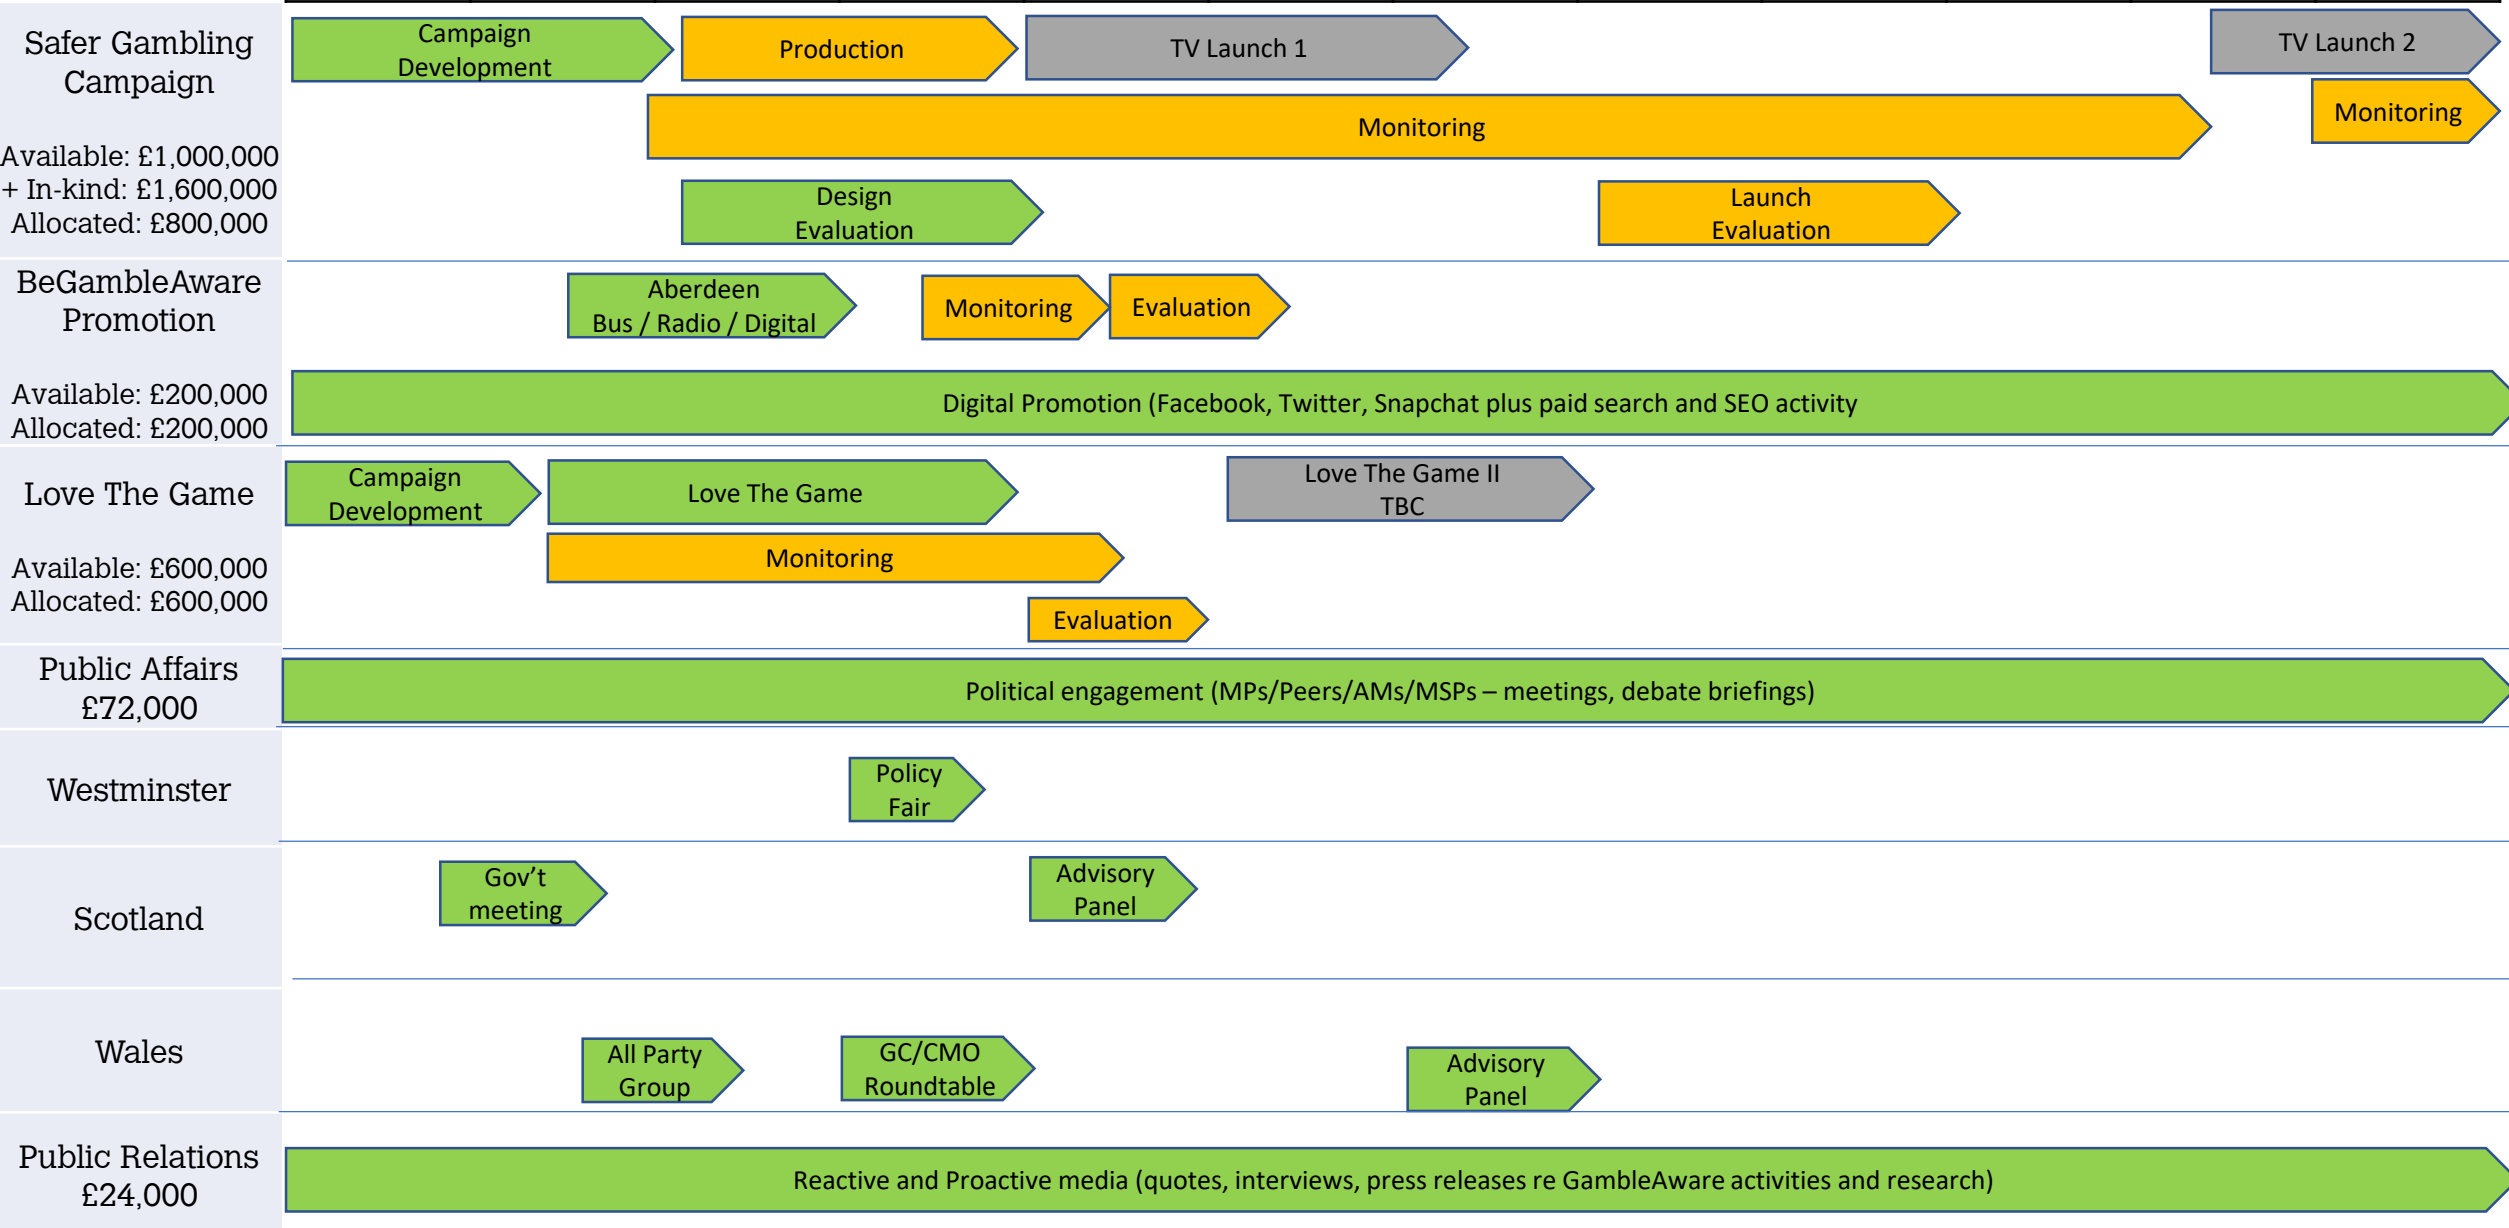 Safer Gambling
Campaign
Available: £1,000,000
+ In-kind: £1,600,000
Allocated: £800,000
Campaign
Development
Production
TV Launch 1
TV Launch 2
Monitoring
Monitoring
Design
Evaluation
Launch
Evaluation
BeGambleAware
Promotion
Available: £200,000
Allocated: £200,000
Aberdeen
Bus / Radio / Digital
Monitoring
Evaluation
Digital Promotion (Facebook, Twitter, Snapchat plus paid search and SEO activity
Love The Game
Available: £600,000
Allocated: £600,000
Campaign
Development
Love The Game
Love The Game II
TBC
Monitoring
Evaluation
Public Affairs
£72,000
Political engagement (MPs/Peers/AMs/MSPs – meetings, debate briefings)
Westminster
Policy
Fair
Scotland
Gov’t
meeting
Advisory
Panel
Wales
All Party
Group
GC/CMO
Roundtable
Advisory
Panel
Public Relations
£24,000
Reactive and Proactive media (quotes, interviews, press releases re GambleAware activities and research)